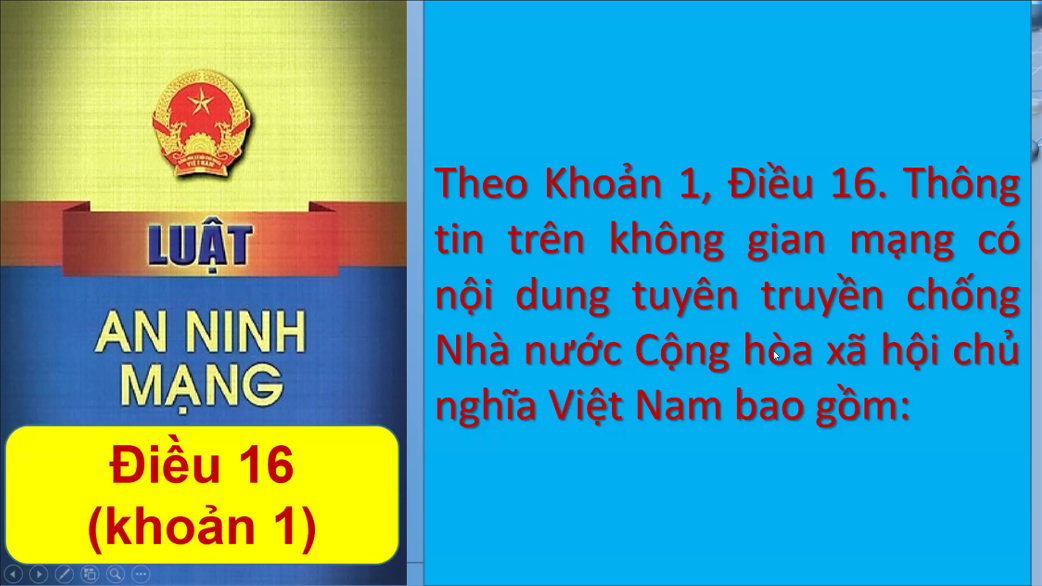 LUẬT
AN NINH
MẠNG
Điều 16
(khoản 1)
Theo Khoản 1, Điều 16. Thông
tin trên không gian mạng có
nội dung tuyên truyền chống
Nhà nước Cộng hòa xã hội chủ
nghĩa Việt Nam bao gồm: